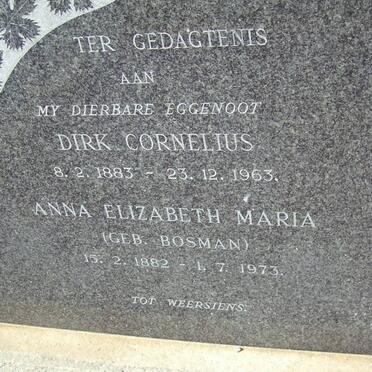 TER GEDAGTENIS
AAN
MY DIERBARE EGGENOOT
DIRK CORNELIUS
8. 2. 1883 - 23. 12. 1963.
ANNA ELIZABETH MARIA
(GEB. BOSMAN)
15. 2. 1882 - 1. 7. 1973.
TOT WEERSIENS.